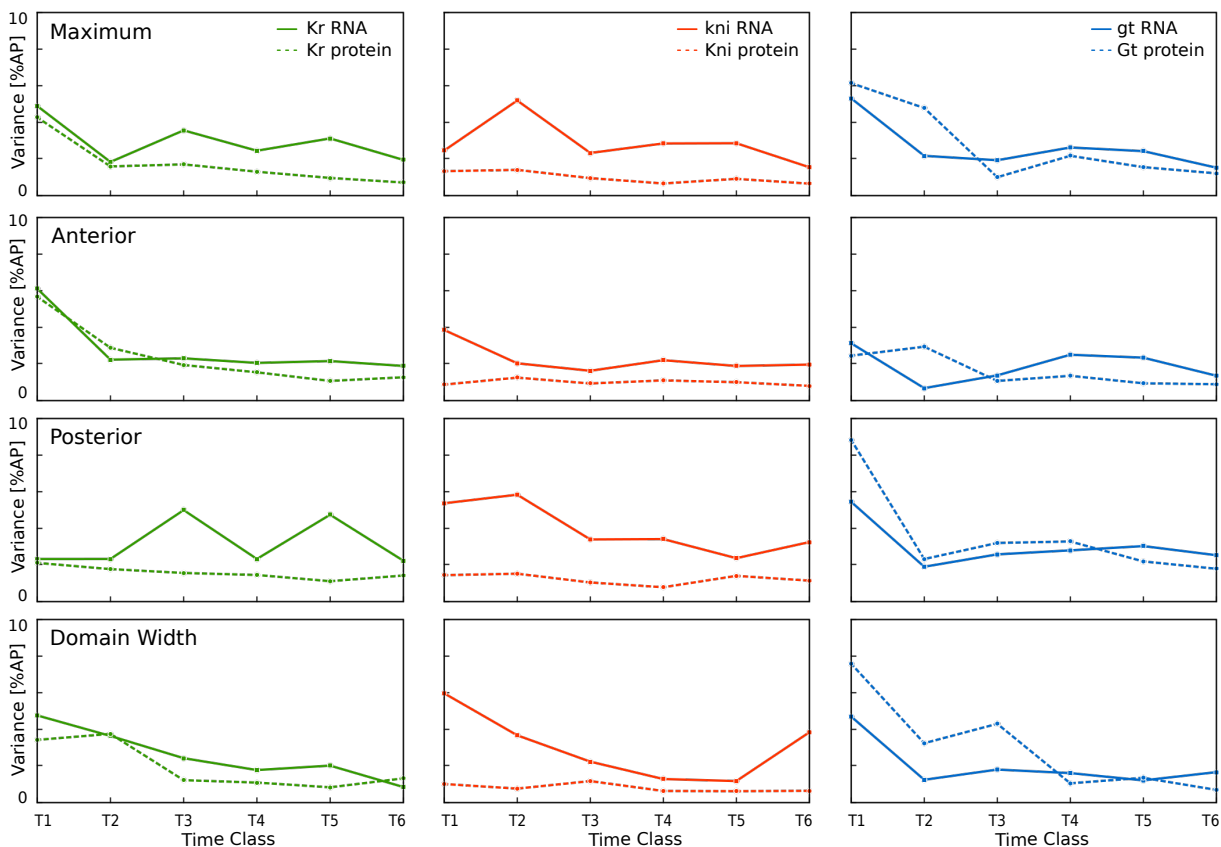 10
Maximum
Kr RNA
Kr protein
kni RNA
Kni protein
gt RNA
Gt protein
Variance [%AP]
0
10
Anterior
Variance [%AP]
0
10
Posterior
Variance [%AP]
0
10
Domain Width
Variance [%AP]
0
T1 T2 T3 T4 T5 T6 T1 T2 T3 T4 T5 T6 T1 T2 T3 T4 T5 T6
Time Class Time Class Time Class